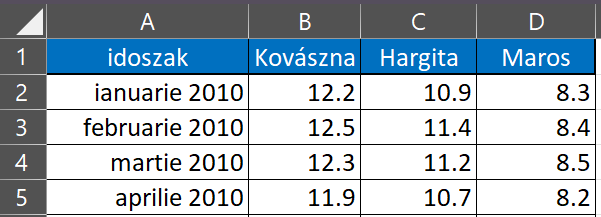 A B C D
1 idoszak Kovászna Hargita Maros
2 ianuarie 2010 12.2 10.9 8.3
3 februarie 2010 12.5 11.4 8.4
4 martie 2010 12.3 11.2 8.5
5 aprilie 2010 11.9 10.7 8.2